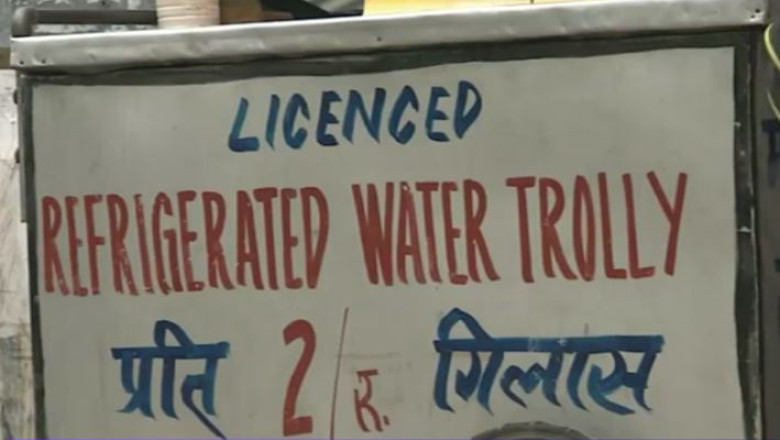 LICENCED
REFRIGERATED WATER TROLLY
प्रति 2/रु. गिलास